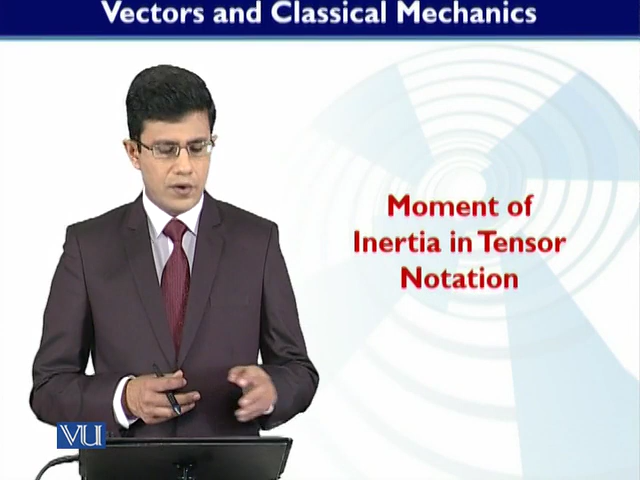 Vectors and Classical Mechanics
Moment of
Inertia in Tensor
Notation
VU